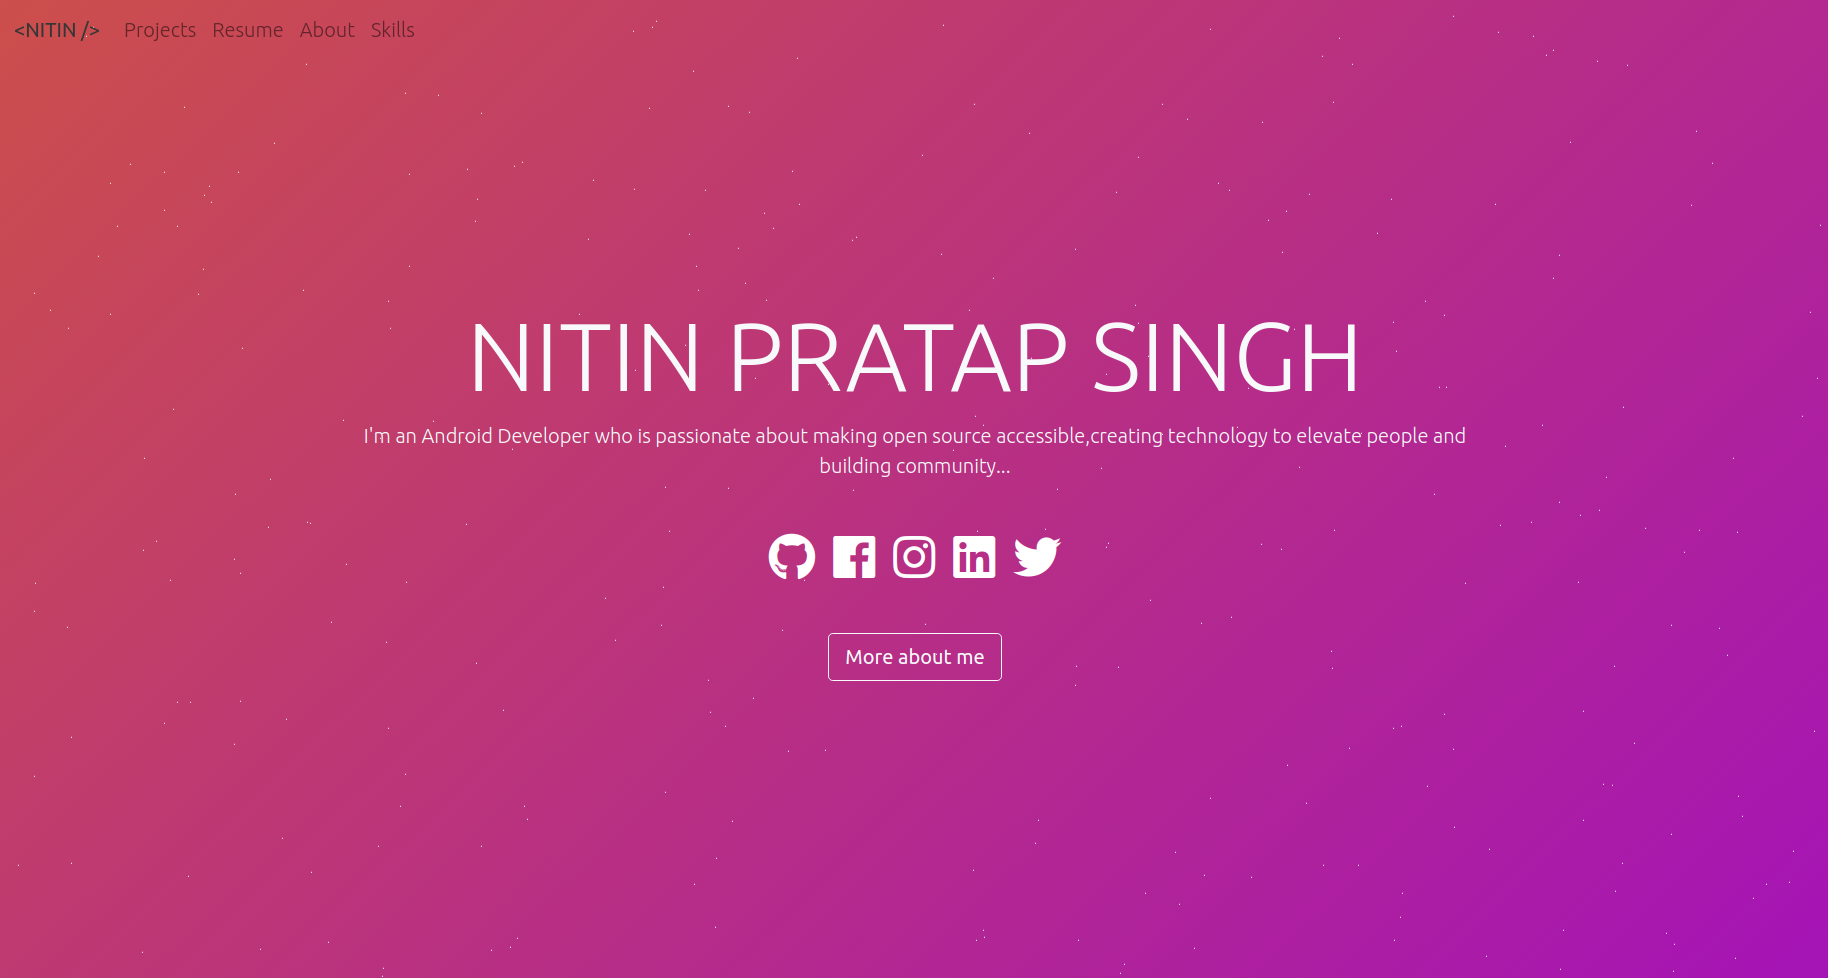 <NITIN /> Projects Resume About Skills
NITIN PRATAP SINGH
I'm an Android Developer who is passionate about making open source accessible,creating technology to elevate people and
building community...
More about me